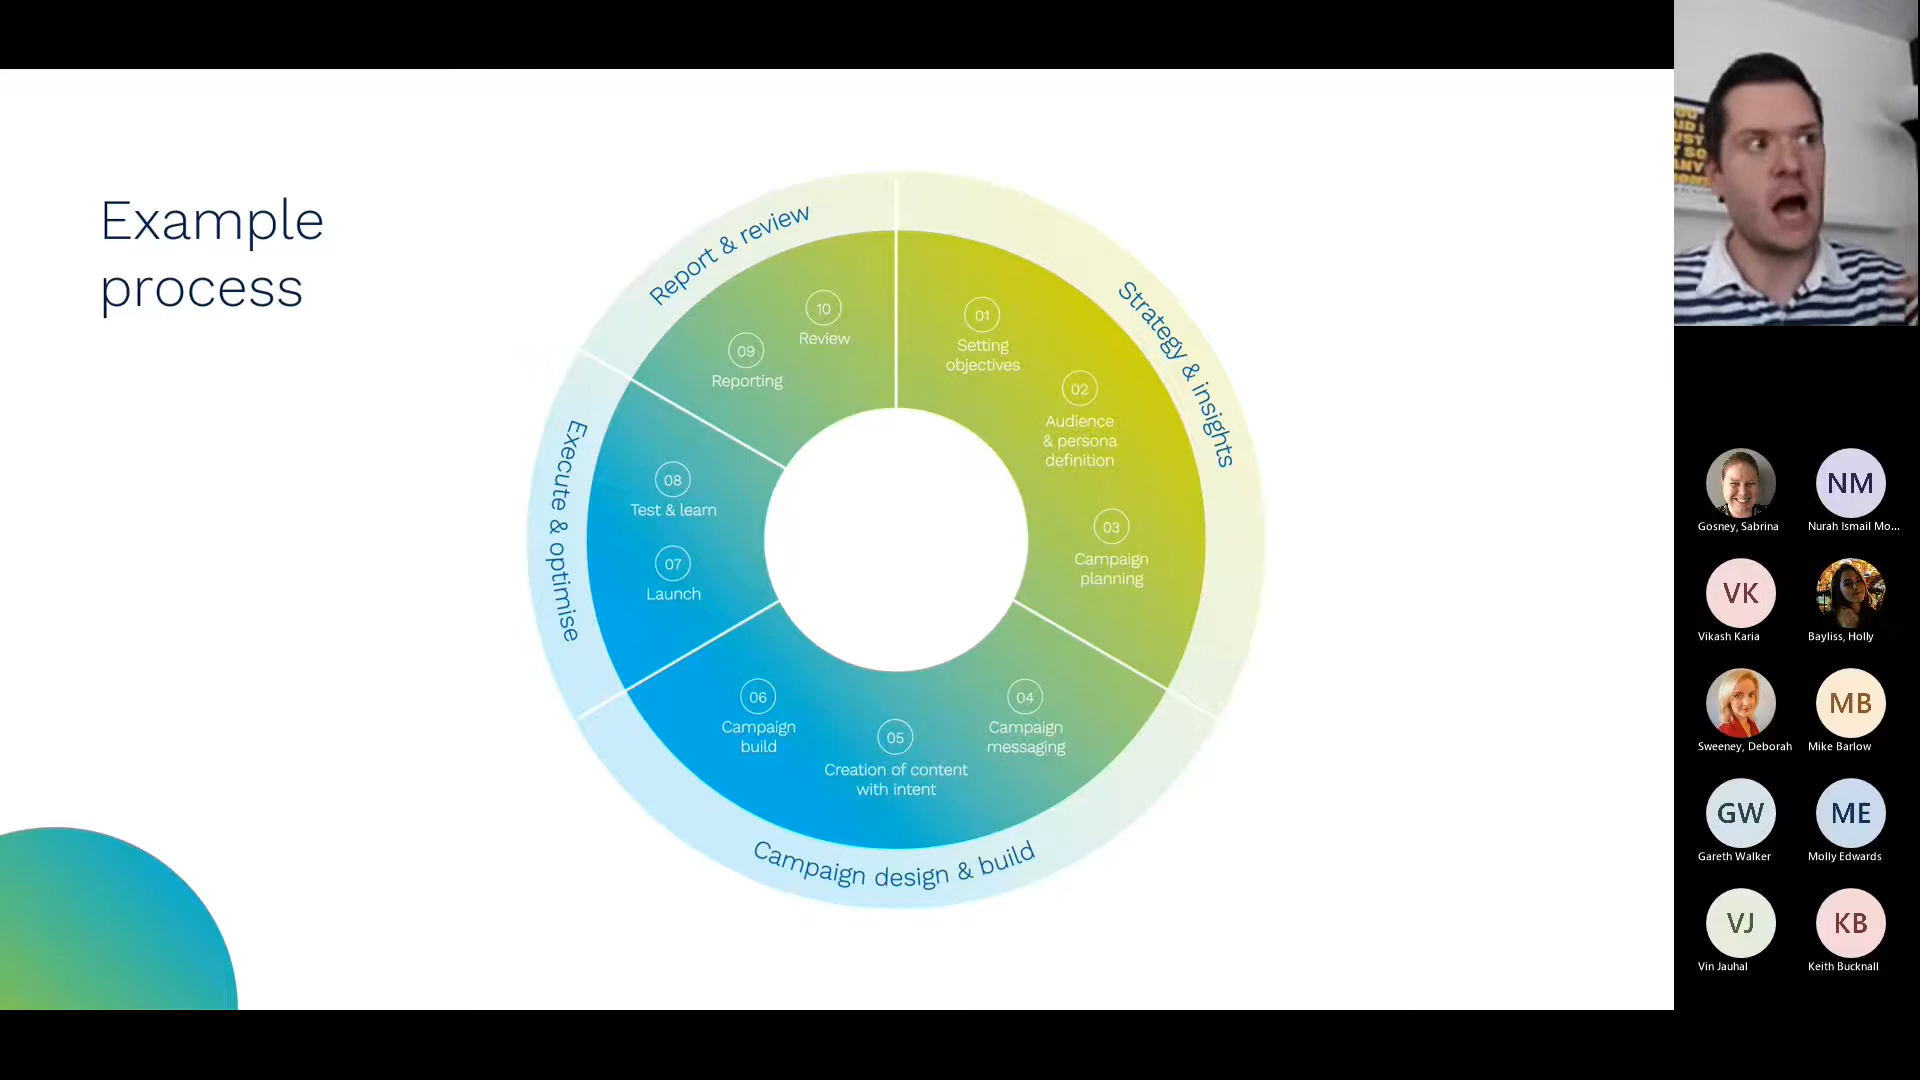 Example
process
Report & review
Strategy & insights
Execute & optimise
Campaign design & build
01
Setting
objectives
02
Audience
& persona
definition
03
Campaign
planning
04
Campaign
messaging
05
Creation of content
with intent
06
Campaign
build
07
Launch
08
Test & learn
09
Reporting
10
Review
Gosney, Sabrina
NM
Nurah Ismail Mo...
VK
Vikash Karia
Bayliss, Holly
Sweeney, Deborah
MB
Mike Barlow
GW
Gareth Walker
ME
Molly Edwards
VJ
Vin Jauhal
KB
Keith Bucknall